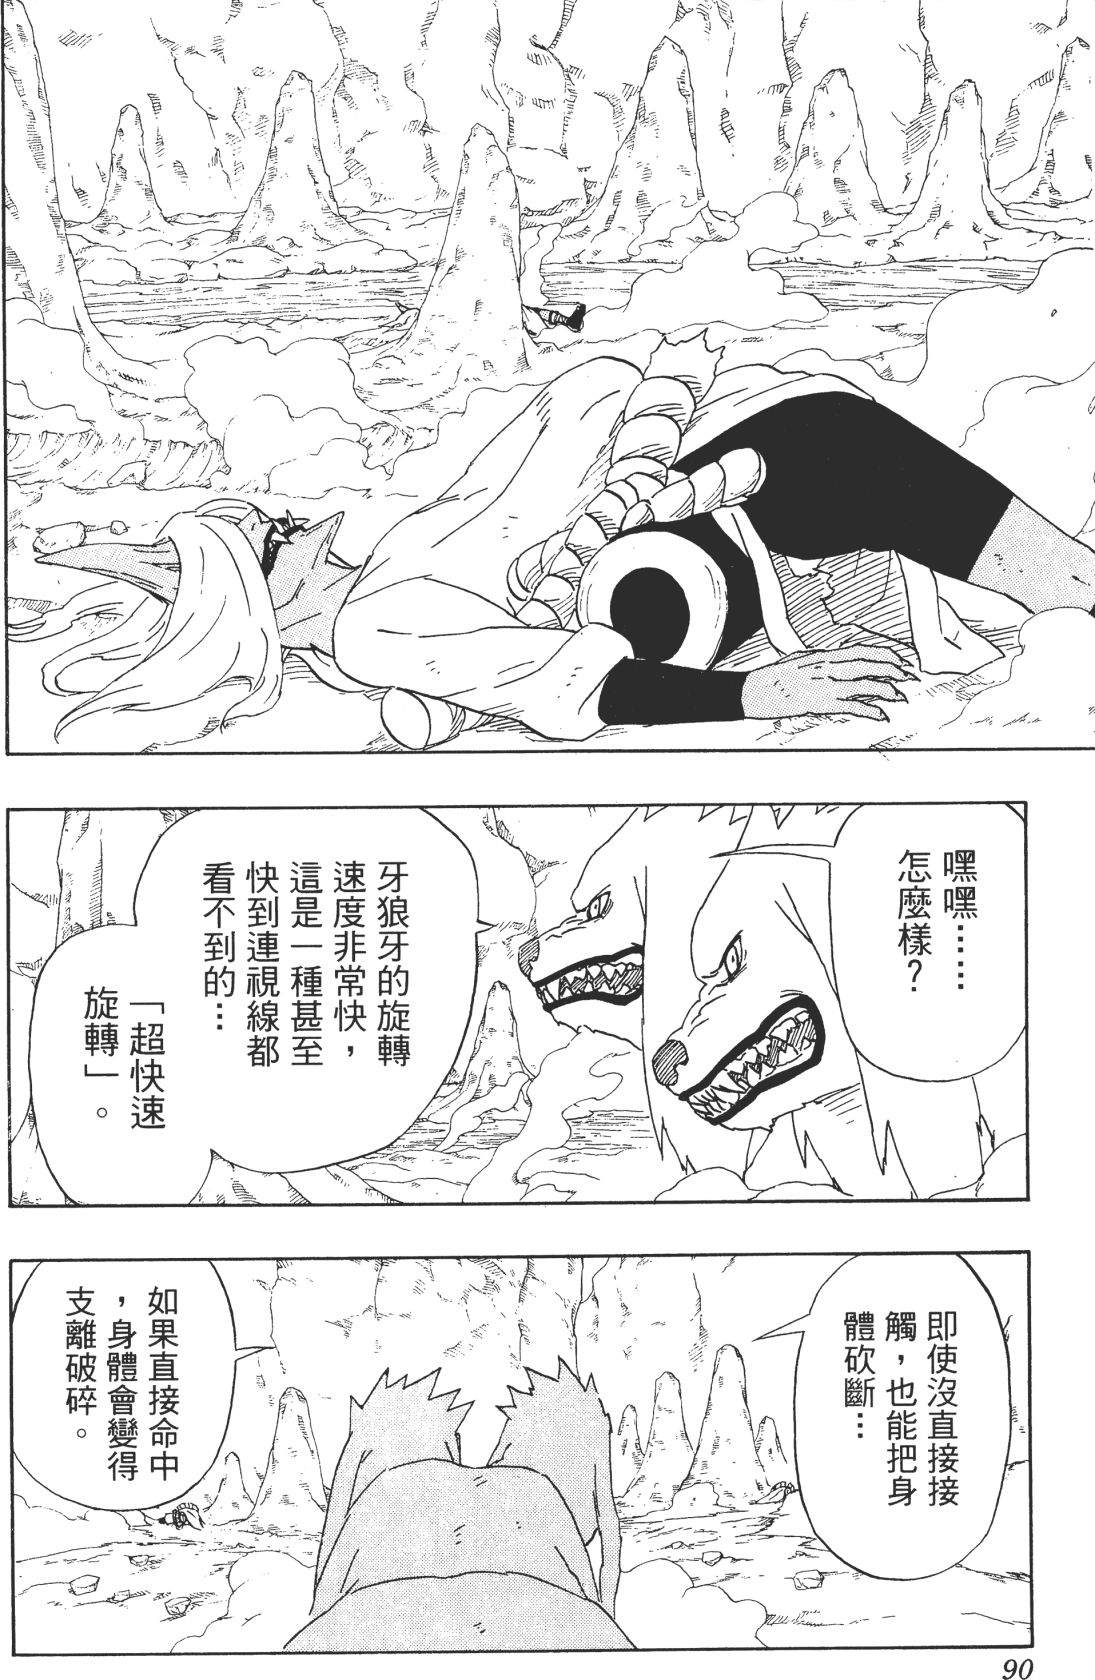 嘿嘿……
怎麼樣？
牙狼牙的旋轉
速度非常快，
這是一種甚至
快到連視線都
看不到的…
「超快速
旋轉」。
即使沒直接接
觸，也能把身
體砍斷…
如果直接命中
，身體會變得
支離破碎。
90